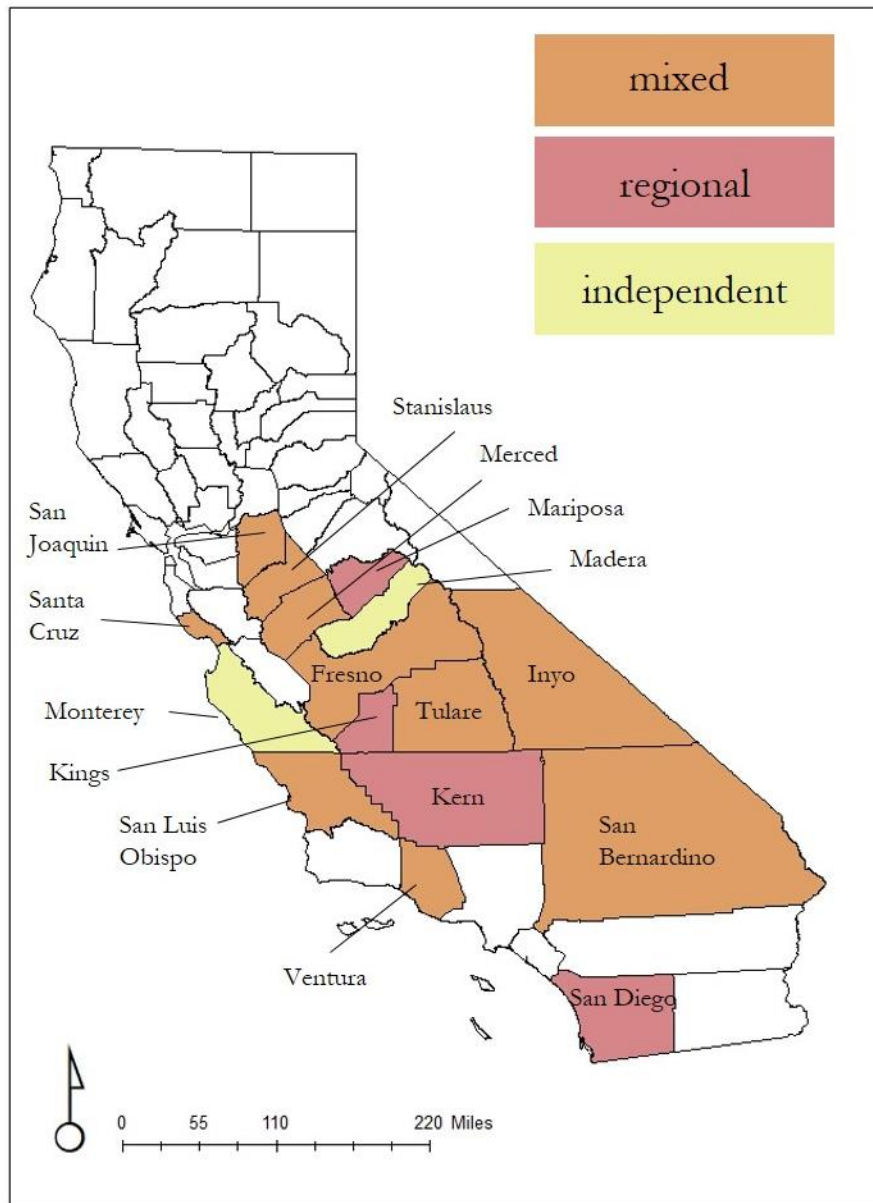 mixed
regional
independent
Stanislaus
Merced
Mariposa
Madera
San
Joaquin
Santa
Cruz
Fresno
Inyo
Tulare
Monterey
Kings
Kern
San Luis
Obispo
San
Bernardino
Ventura
San Diego
0 55 110 220 Miles